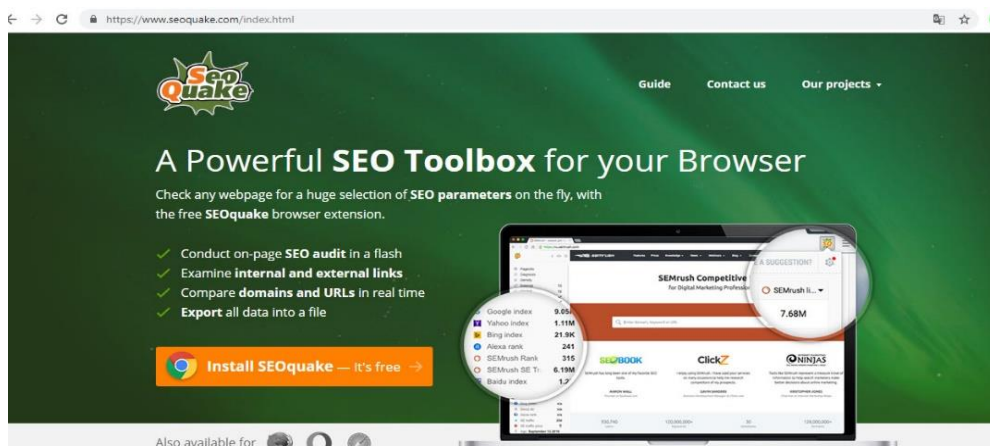 https://www.seoquake.com/index.html
Seo
Quake
Guide
Contact us
Our projects
A Powerful SEO Toolbox for your Browser
Check any webpage for a huge selection of SEO parameters on the fly, with
the free SEOquake browser extension.
Conduct on-page SEO audit in a flash
Examine internal and external links
Compare domains and URLs in real time
Export all data into a file
Install SEOquake — It's free →
Also available for
E A SUGGESTION?
SEMrush li...
7.68M
SEMrush Competitive
for Digital Marketing Profession
Google index 9.05
Yahoo index 1.11M
Bing index 21.9K
Alexa rank 241
SEMrush Rank 315
SEMrush SE T 6.19M
Baidu index 1.
SEOBOOK
ClickZ
NINJAS